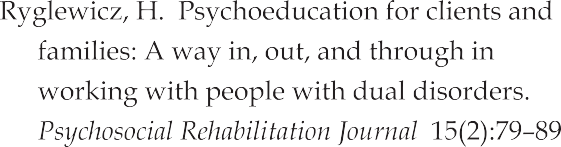 Ryglewicz, H. Psychoeducation for clients and
families: A way in, out, and through in
working with people with dual disorders.
Psychosocial Rehabilitation Journal 15(2):79–89